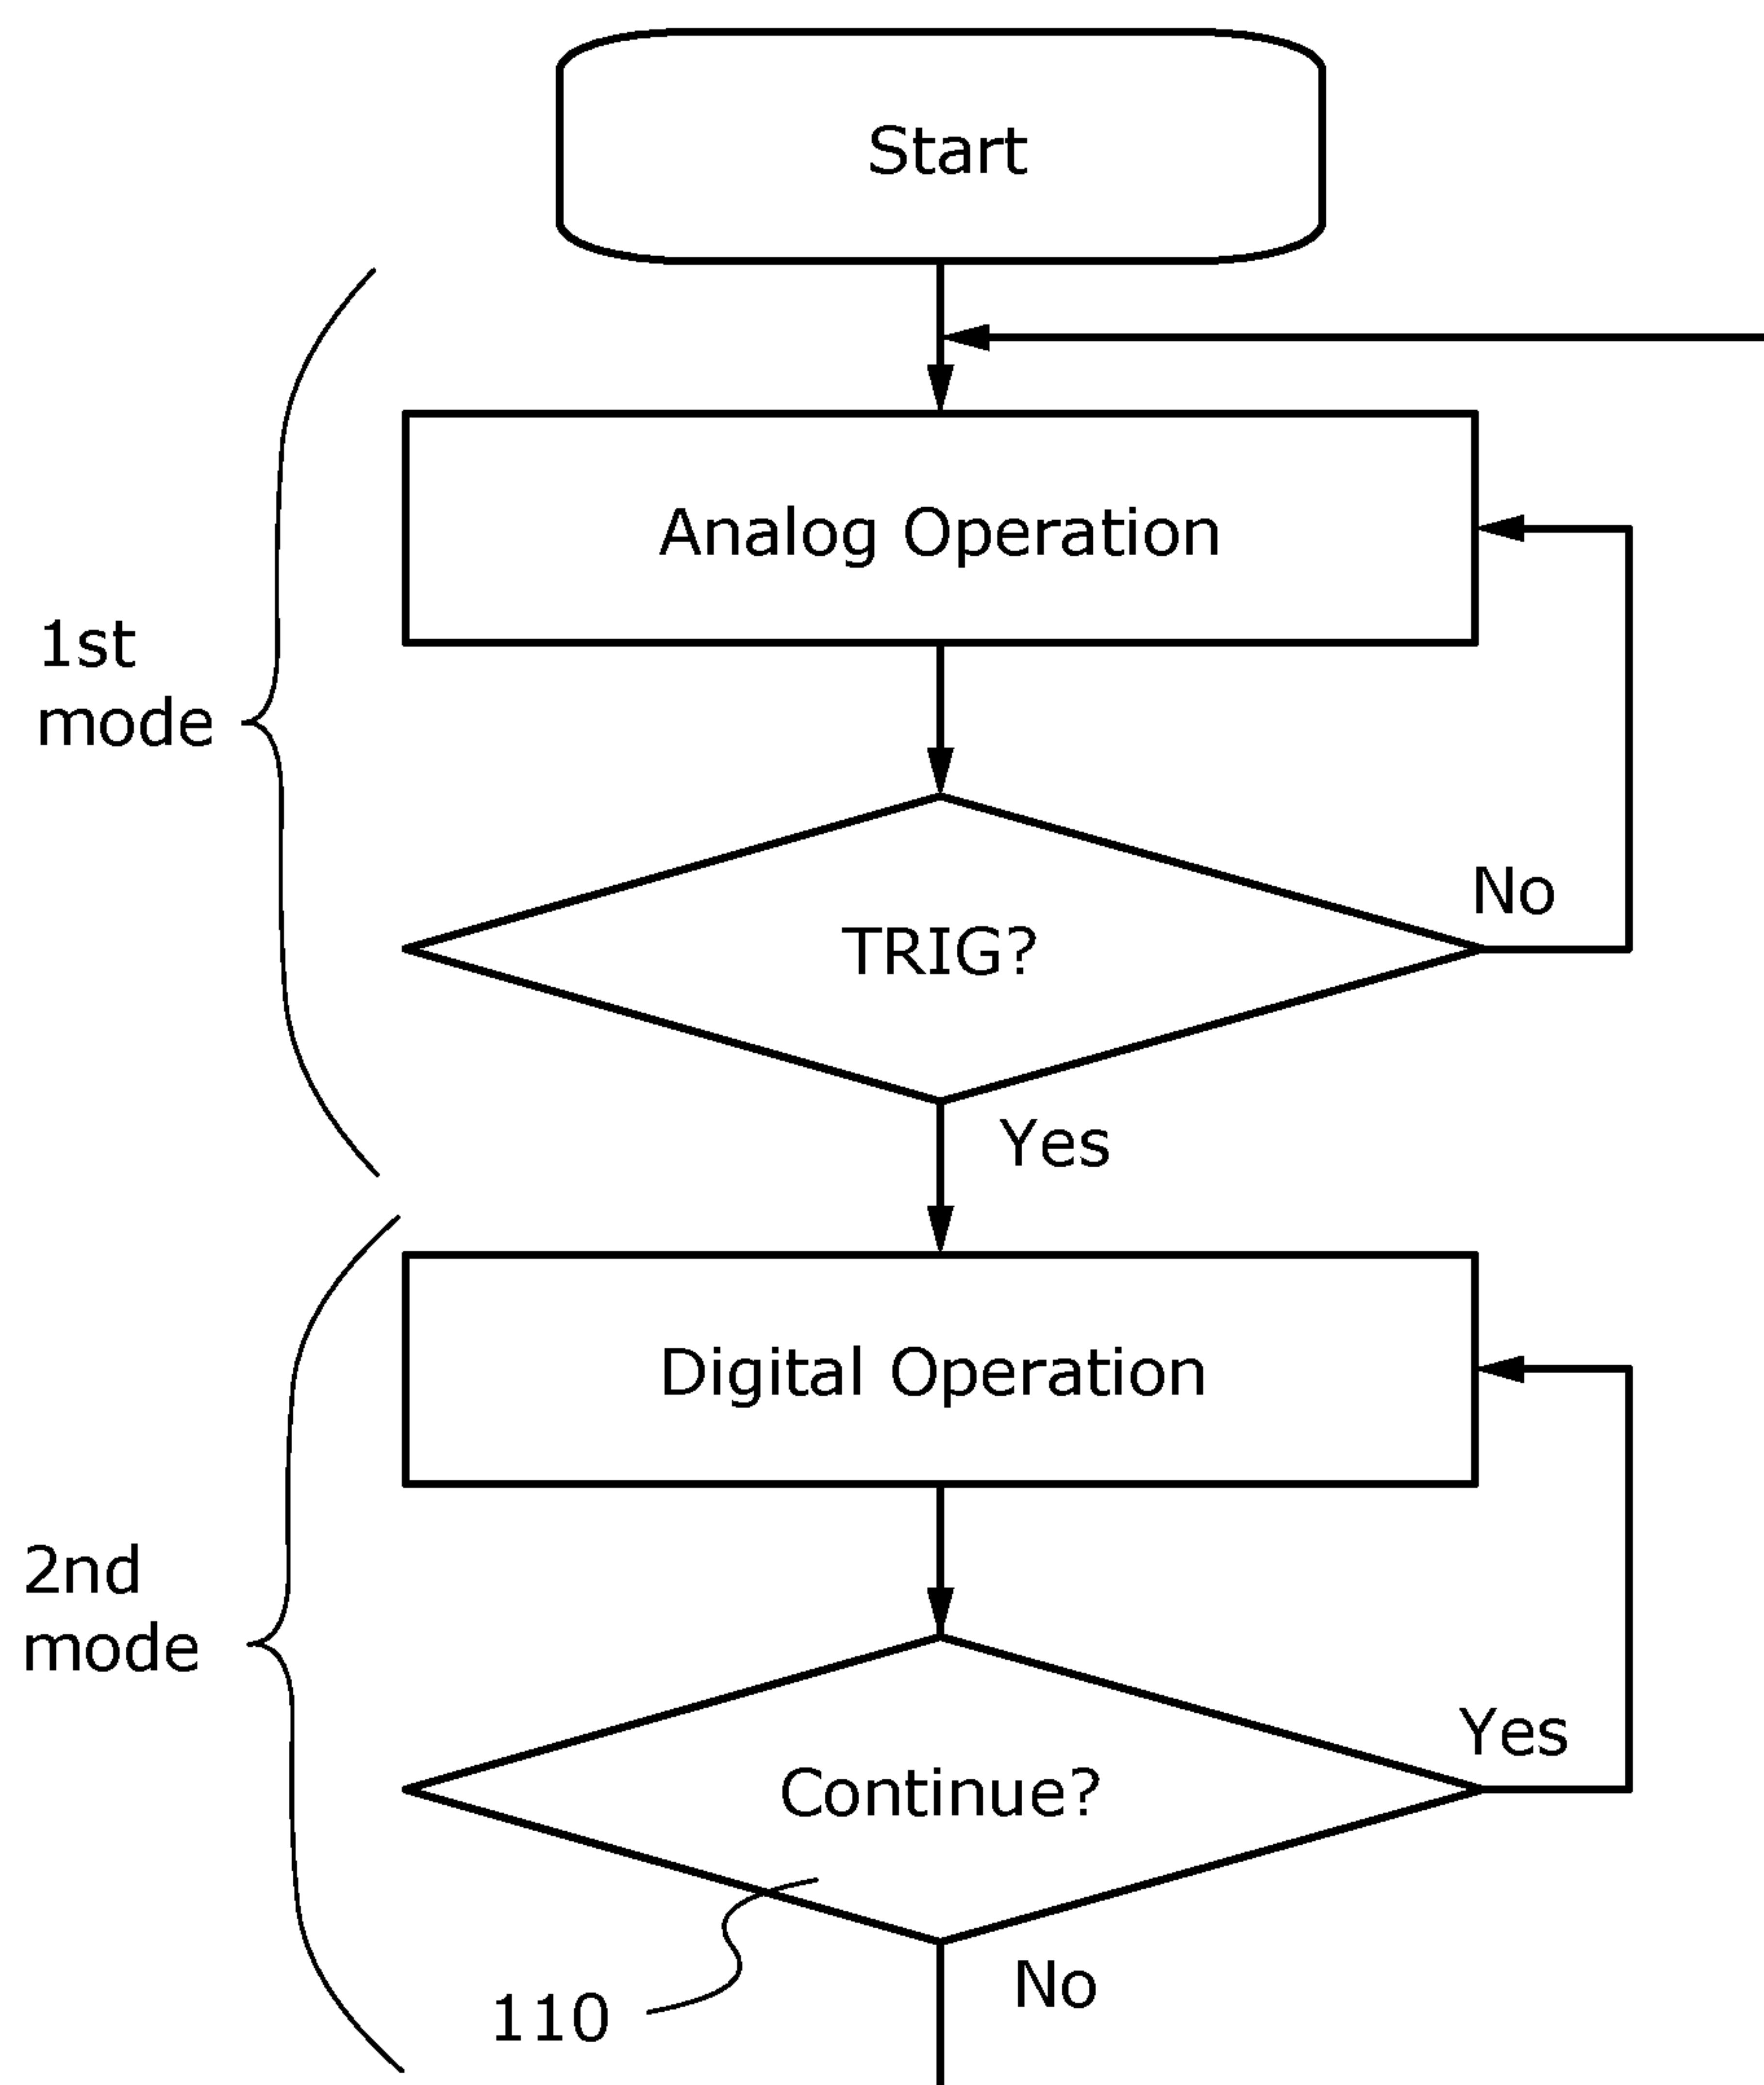 Start
Analog Operation
1st
mode
No
TRIG?
Yes
Digital Operation
2nd
mode
Yes
Continue?
No
110